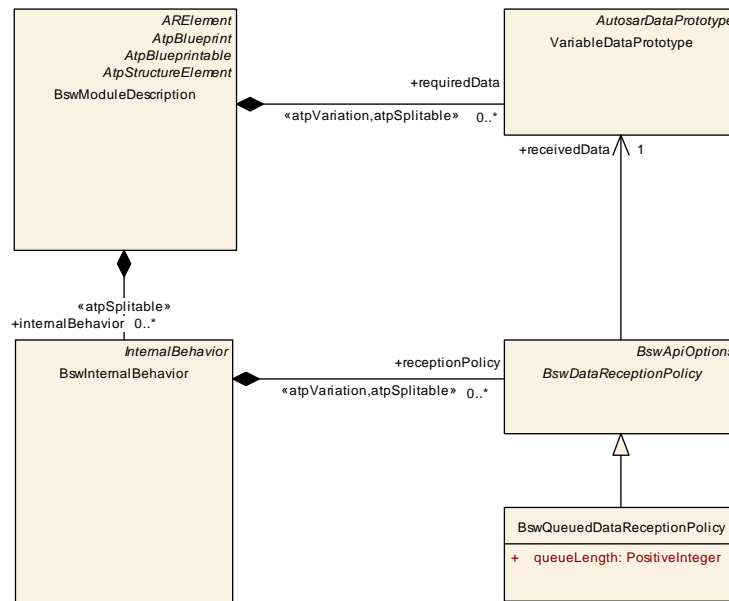 ARElement
AtpBlueprint
AtpBlueprintable
AtpStructureElement
BswModuleDescription
AutosarDataPrototype
VariableDataPrototype
+requiredData
«atpVariation,atpSplitable» 0..*
+receivedData 1
«atpSplitable»
+internalBehavior 0..*
InternalBehavior
BswInternalBehavior
+receptionPolicy
«atpVariation,atpSplitable» 0..*
BswApiOptions
BswDataReceptionPolicy
BswQueuedDataReceptionPolicy
+ queueLength: PositiveInteger